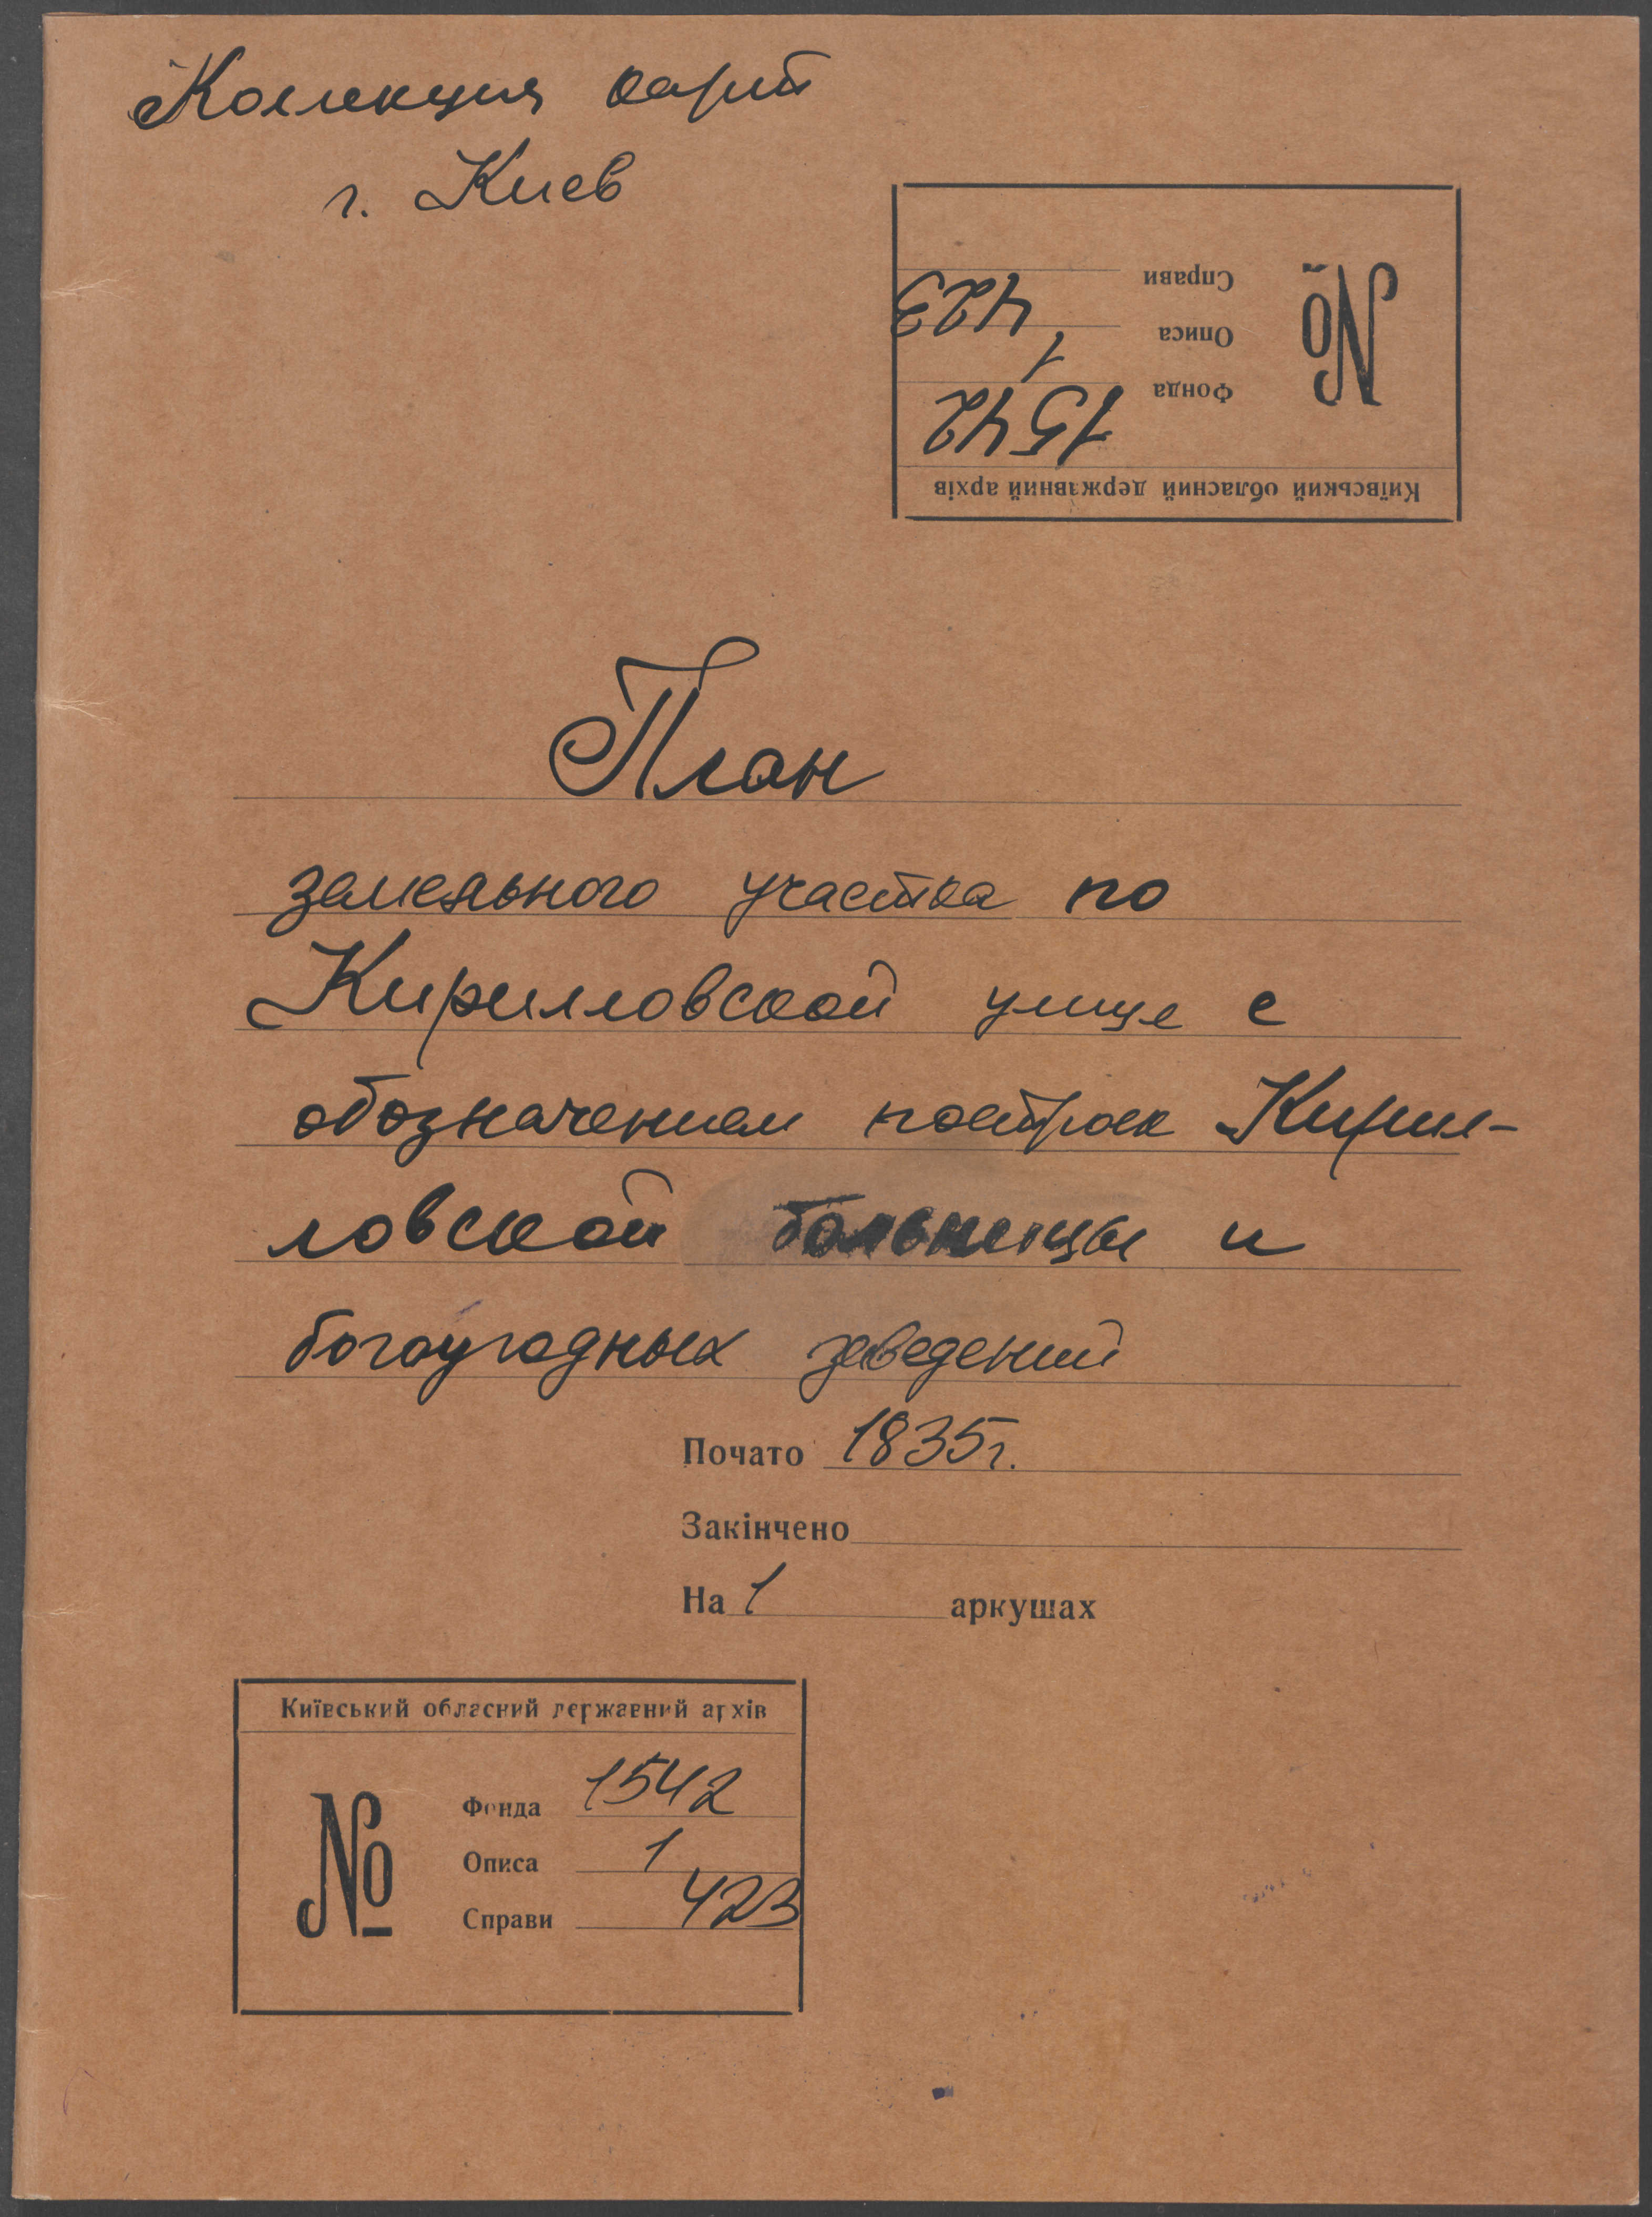 Коллекция карт
г. Киев
Київський обласний державний архів
№
Фонда 1542
Описа 1
Справи 423
План
земельного участка по
Кирилловской улице с
обозначением построек Кирил-
ловской больницы и
богоугодных заведений
Почато 1835 г.
Закінчено
На 1 аркушах
Київський обласний державний архів
№
Фонда 1542
Описа 1
Справи 423